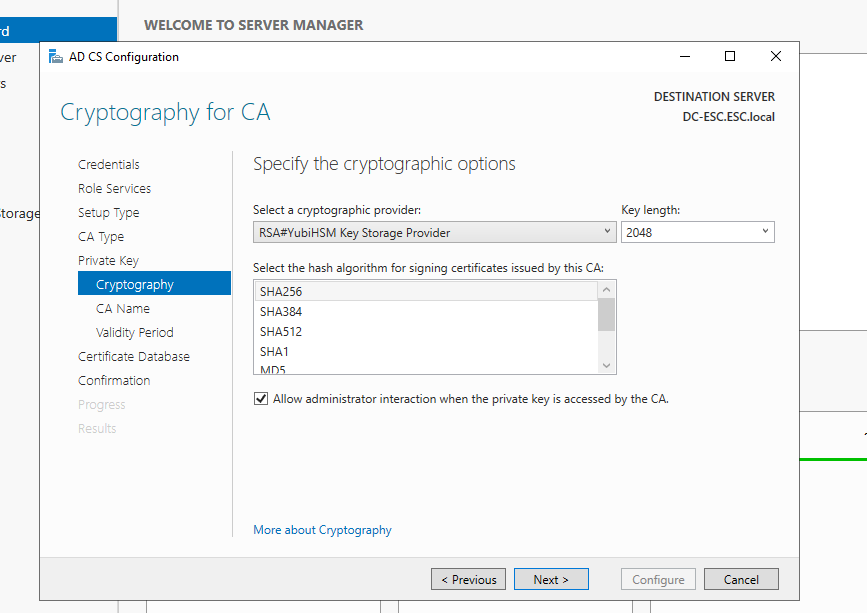 WELCOME TO SERVER MANAGER
rd
ver
rs
Storage
AD CS Configuration
Cryptography for CA
DESTINATION SERVER
DC-ESC.ESC.local
Credentials
Role Services
Setup Type
CA Type
Private Key
Cryptography
CA Name
Validity Period
Certificate Database
Confirmation
Progress
Results
Specify the cryptographic options
Select a cryptographic provider:
Key length:
RSA#YubiHSM Key Storage Provider
2048
Select the hash algorithm for signing certificates issued by this CA:
SHA256
SHA384
SHA512
SHA1
MD5
Allow administrator interaction when the private key is accessed by the CA.
More about Cryptography
< Previous
Next >
Configure
Cancel